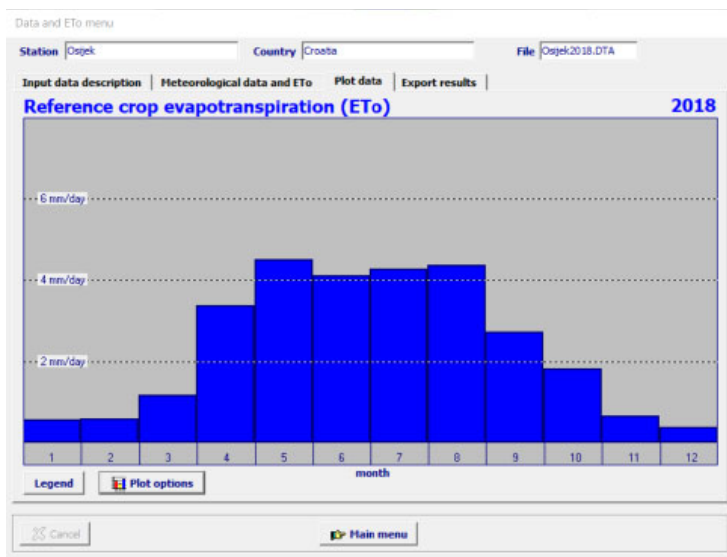 Data and ETo menu
Station Osijek Country Croatia File Osijek2018.DTA
Input data description Meteorological data and ETo Plot data Export results
Reference crop evapotranspiration (ETo) 2018
6 mm/day
4 mm/day
2 mm/day
1 2 3 4 5 6 7 8 9 10 11 12
month
Legend Plot options
Cancel Main menu